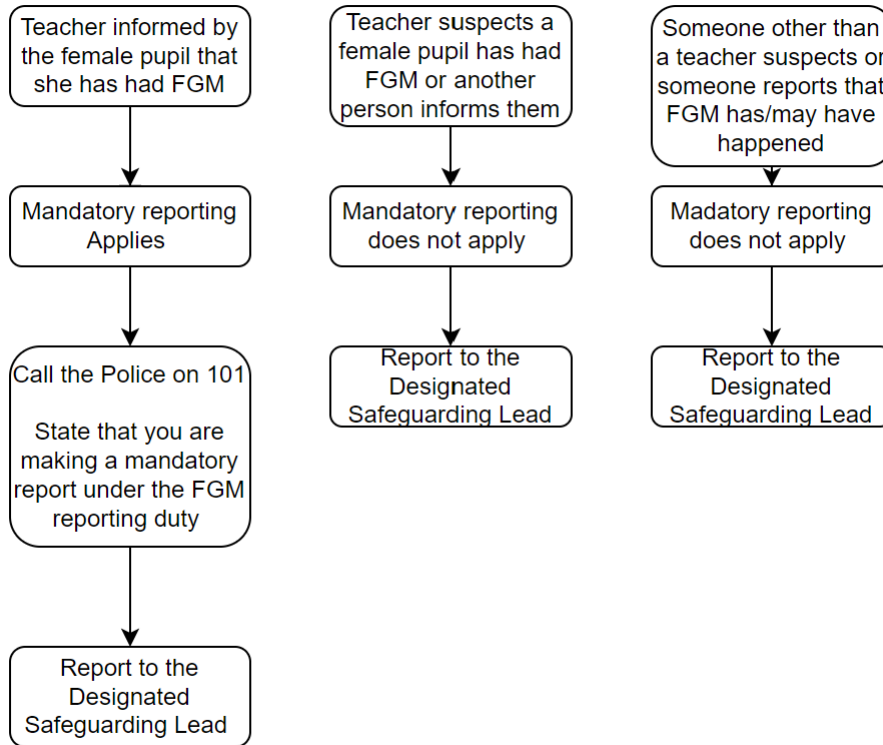 Teacher informed by
the female pupil that
she has had FGM
Mandatory reporting
Applies
Call the Police on 101
State that you are
making a mandatory
report under the FGM
reporting duty
Report to the
Designated
Safeguarding Lead
Teacher suspects a
female pupil has had
FGM or another
person informs them
Mandatory reporting
does not apply
Report to the
Designated
Safeguarding Lead
Someone other than
a teacher suspects or
someone reports that
FGM has/may have
happened
Madatory reporting
does not apply
Report to the
Designated
Safeguarding Lead